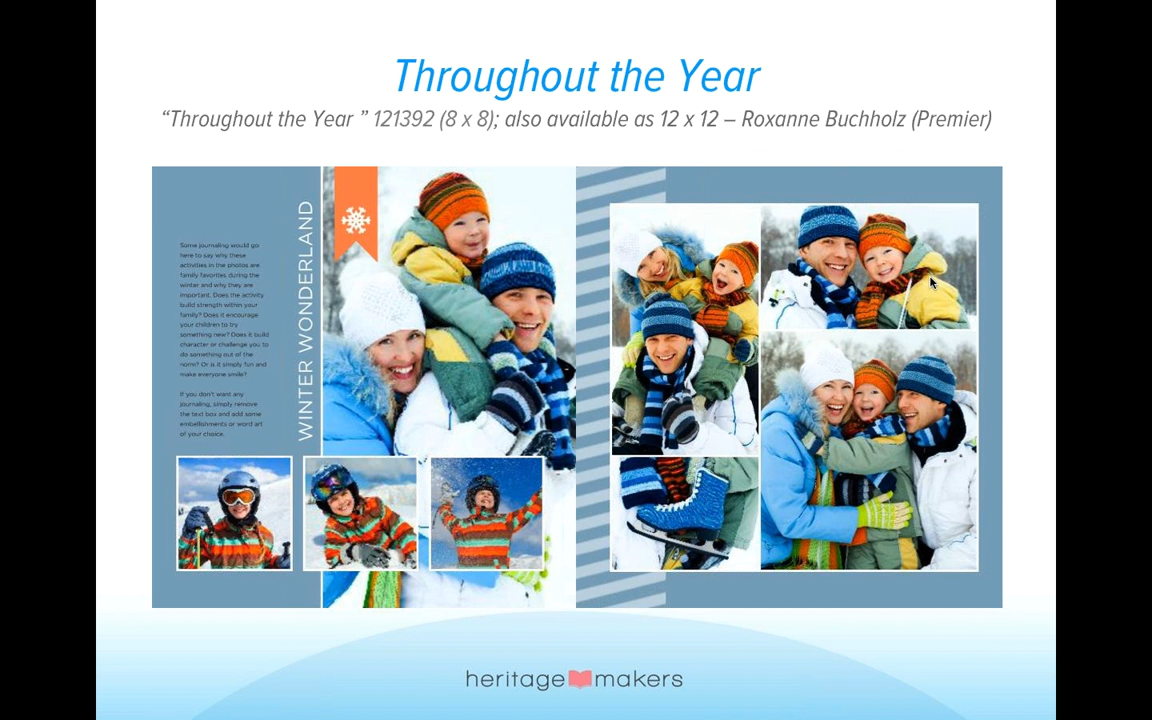 Throughout the Year
“Throughout the Year ” 121392 (8 x 8); also available as 12 x 12 – Roxanne Buchholz (Premier)
Some journaling would go
here to say why these
activities in the photos are
family favorites during the
winter and why they are
important. Does the activity
build strength within your
family? Does it encourage
your children to try
something new? Does it build
character or challenge you to
do something out of the
norm? Or is it simply fun and
make everyone smile?
If you don't want any
journaling, simply remove
the text box and add some
embellishments or word art
of your choice.
WINTER WONDERLAND
heritage makers